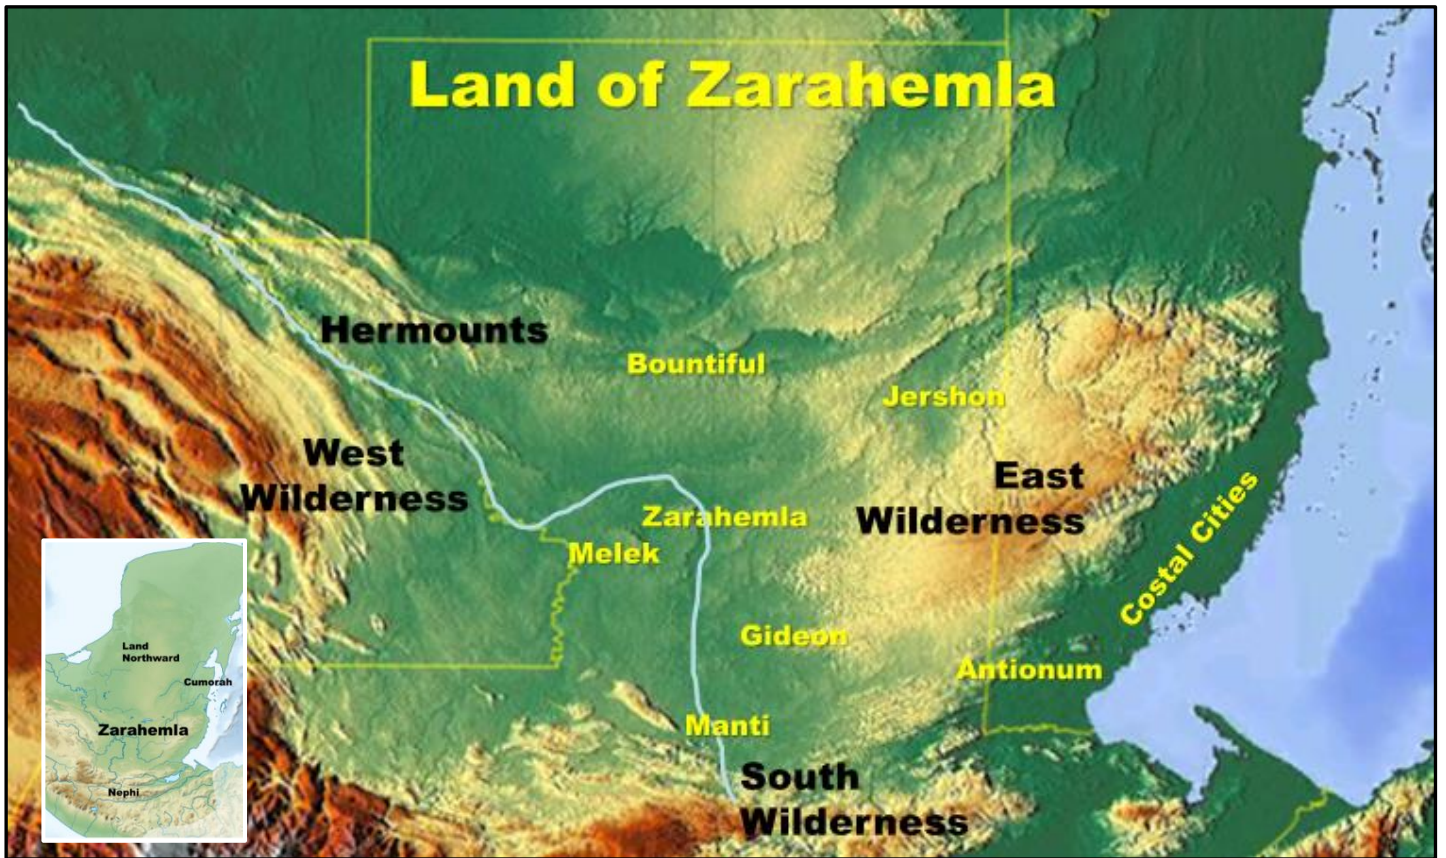 Land of Zarahemla
Hermounts
Bountiful
Jershon
West
Wilderness
East
Wilderness
Zarahemla
Melek
Costal Cities
Gideon
Antionum
Manti
South
Wilderness
Land
Northward
Cumorah
Zarahemla
Nephi